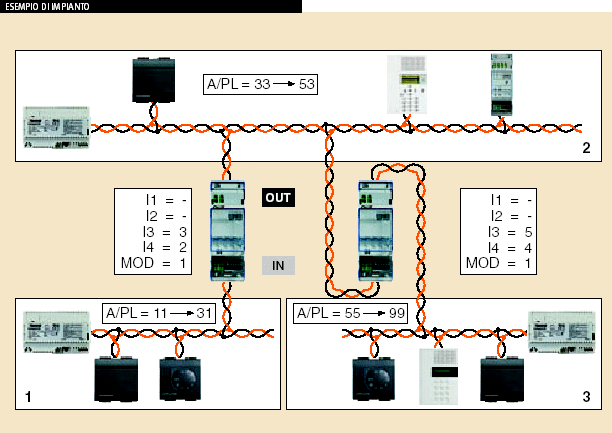 ESEMPIO DI IMPIANTO
A/PL = 33 → 53
2
I1 = -
I2 = -
I3 = 3
I4 = 2
MOD = 1
OUT
IN
I1 = -
I2 = -
I3 = 5
I4 = 4
MOD = 1
A/PL = 11 → 31
1
A/PL = 55 → 99
3